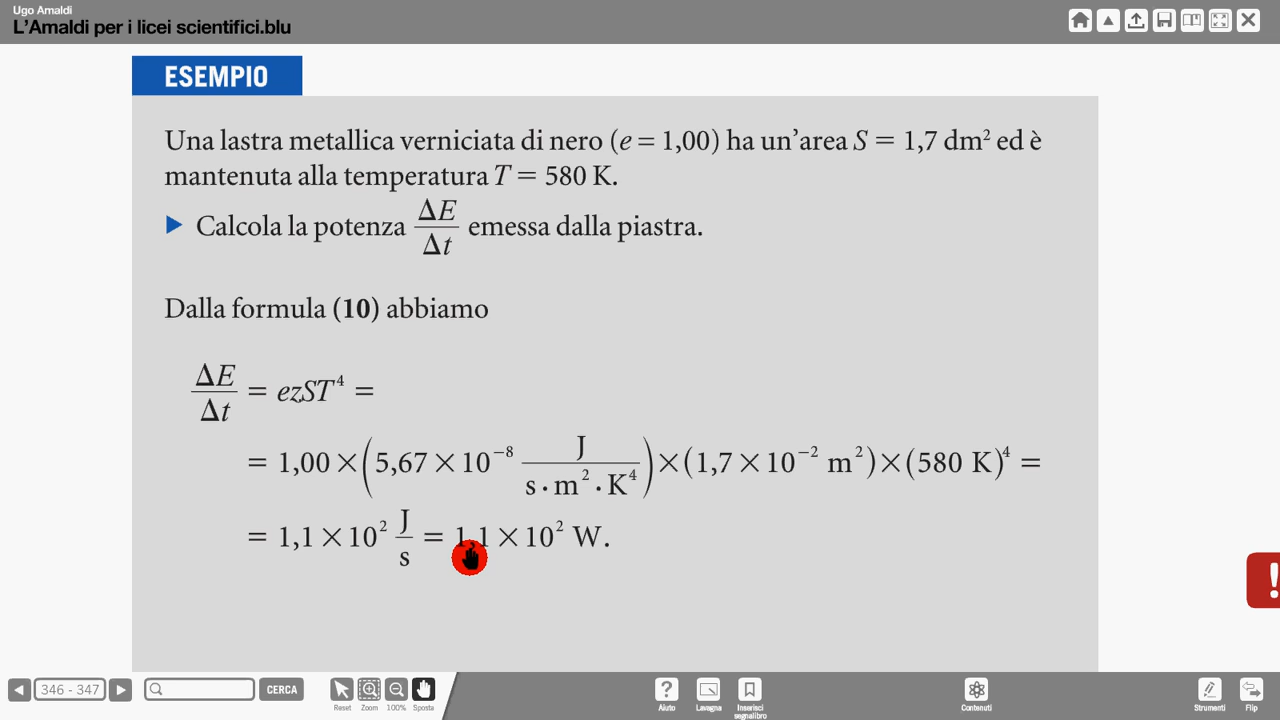 Ugo Amaldi
L'Amaldi per i licei scientifici.blu
ESEMPIO
Una lastra metallica verniciata di nero (e = 1,00) ha un'area S = 1,7 dm² ed è
mantenuta alla temperatura T = 580 K.
Calcola la potenza ΔE/Δt emessa dalla piastra.
Dalla formula (10) abbiamo
ΔE/Δt = ezST⁴ =
= 1,00 × (5,67 × 10⁻⁸ J/(s · m² · K⁴)) × (1,7 × 10⁻² m²) × (580 K)⁴ =
= 1,1 × 10² J/s = 1,1 × 10² W.
!
346 - 347
CERCA
Reset Zoom 100% Sposta
Aiuto Lavagna Inserisci segnalibro
Contenuti
Strumenti Flip